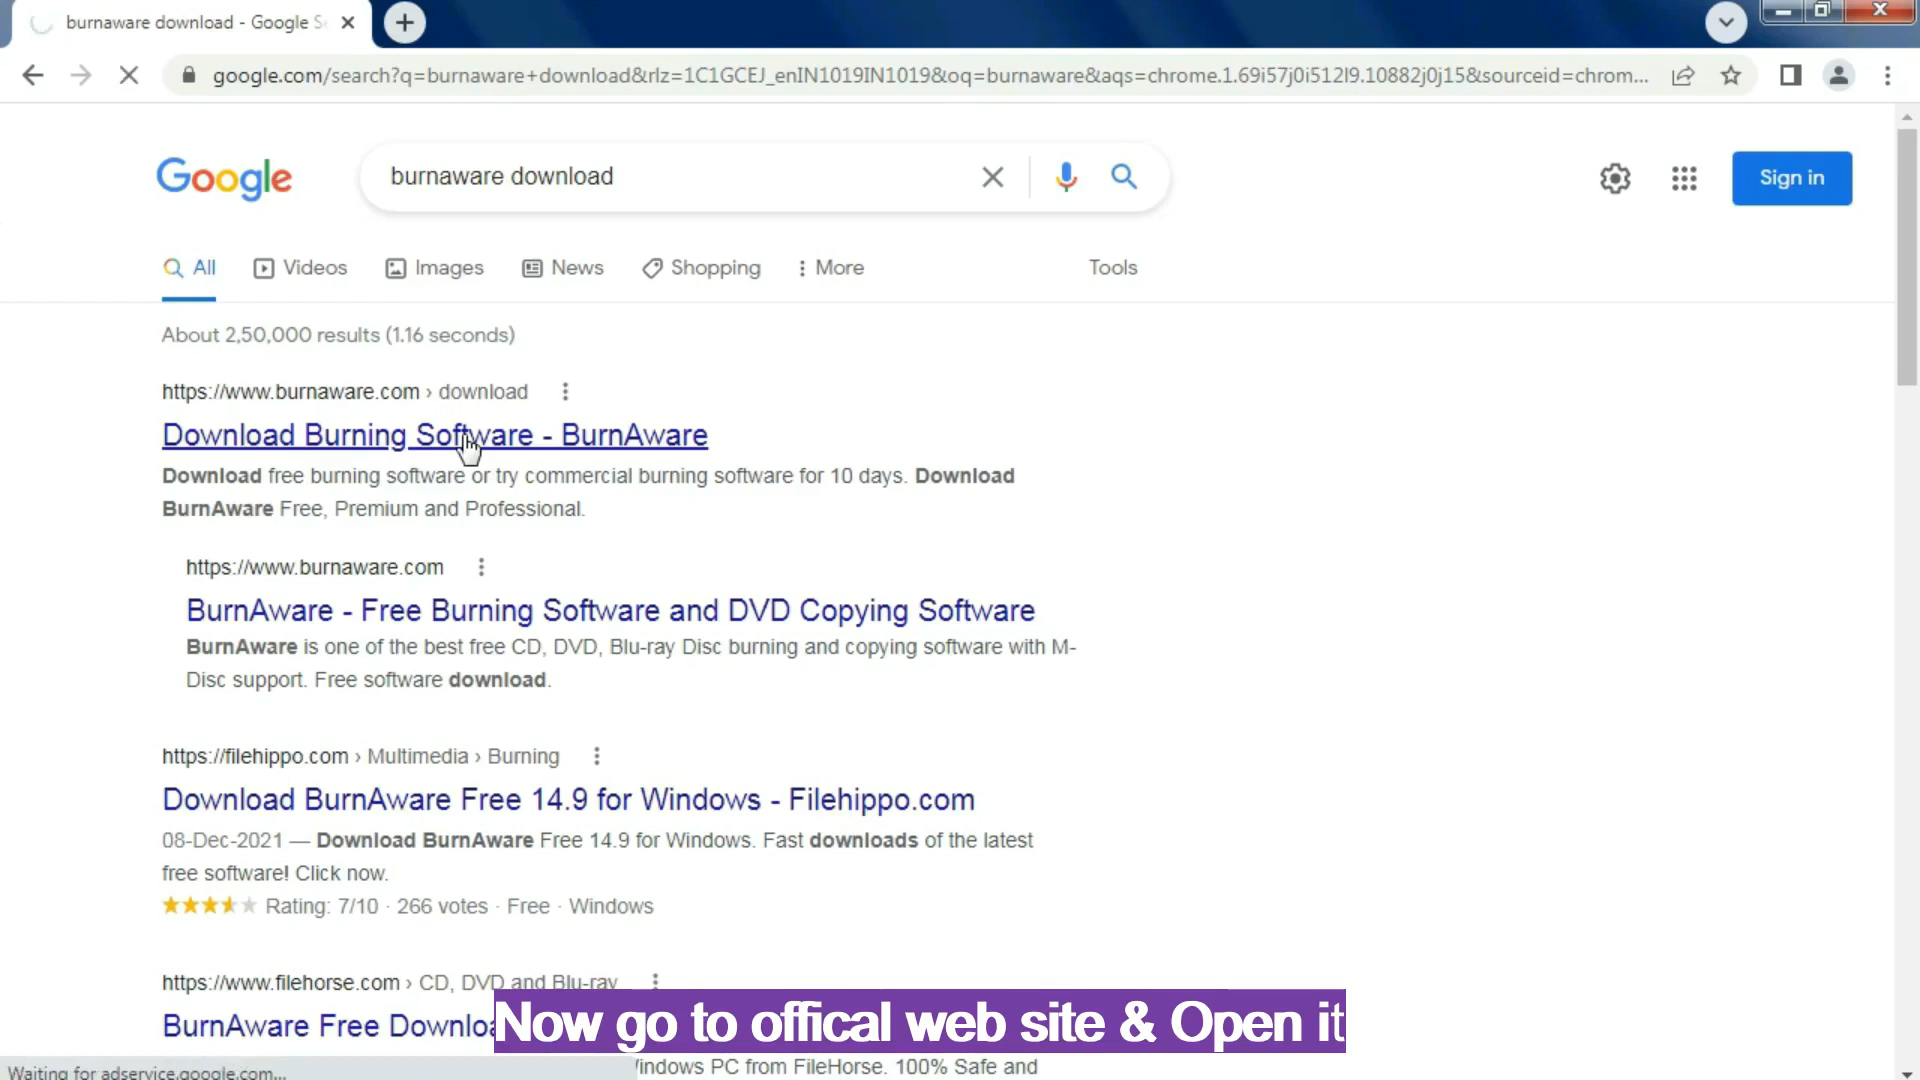 burnaware download - Google Se
google.com/search?q=burnaware+download&rlz=1C1GCEJ_enIN1019IN1019&oq=burnaware&aqs=chrome.1.69i57j0i512l9.10882j0j15&sourceid=chrom...
Google
burnaware download
Sign in
All
Videos
Images
News
Shopping
More
Tools
About 2,50,000 results (1.16 seconds)
https://www.burnaware.com › download
Download Burning Software - BurnAware
Download free burning software or try commercial burning software for 10 days. Download
BurnAware Free, Premium and Professional.
https://www.burnaware.com
BurnAware - Free Burning Software and DVD Copying Software
BurnAware is one of the best free CD, DVD, Blu-ray Disc burning and copying software with M-
Disc support. Free software download.
https://filehippo.com › Multimedia › Burning
Download BurnAware Free 14.9 for Windows - Filehippo.com
08-Dec-2021 — Download BurnAware Free 14.9 for Windows. Fast downloads of the latest
free software! Click now.
Rating: 7/10 · 266 votes · Free · Windows
https://www.filehorse.com › CD, DVD and Blu-ray
BurnAware Free Downlo
Now go to offical web site & Open it
Windows PC from FileHorse. 100% Safe and
Waiting for adservice.google.com...